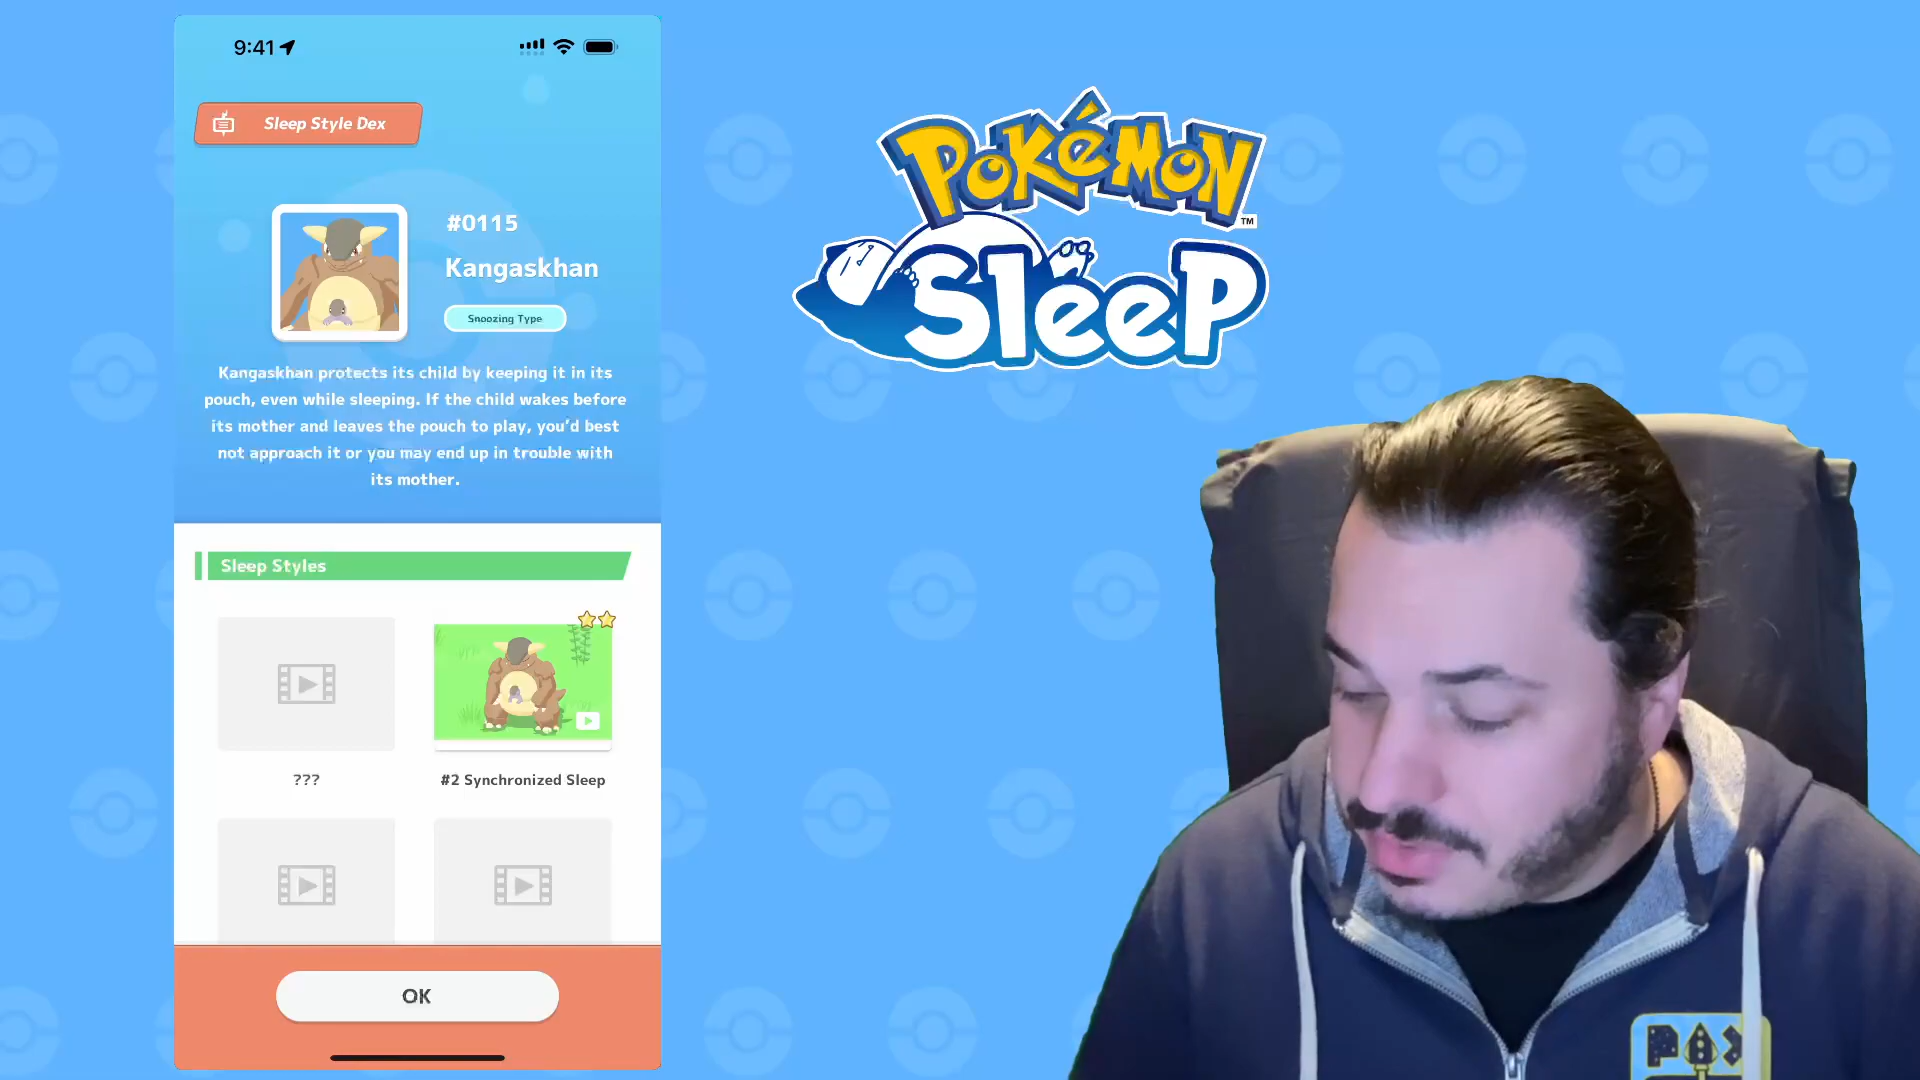 9:41
Sleep Style Dex
#0115
Kangaskhan
Snoozing Type
Kangaskhan protects its child by keeping it in its
pouch, even while sleeping. If the child wakes before
its mother and leaves the pouch to play, you'd best
not approach it or you may end up in trouble with
its mother.
Sleep Styles
???
#2 Synchronized Sleep
OK
POKéMON
TM
SleeP
PAX